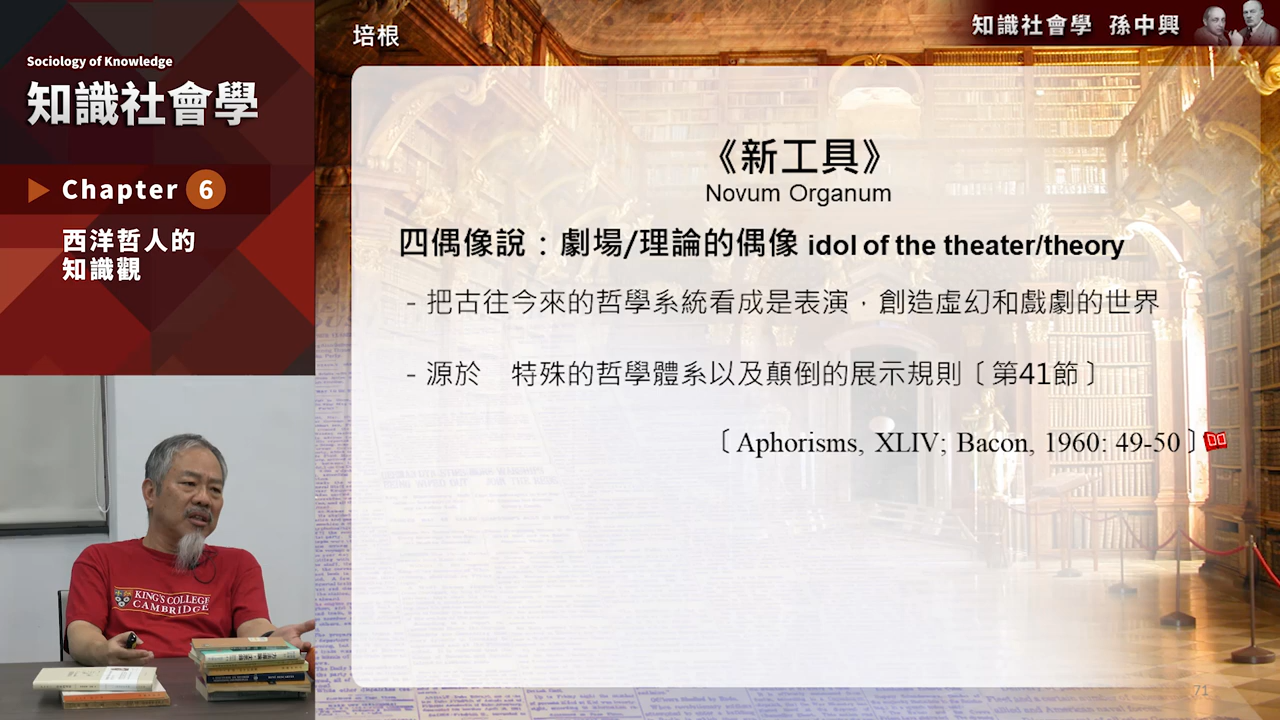 Sociology of Knowledge
知識社會學
Chapter 6
西洋哲人的
知識觀
培根
知識社會學 孫中興
《新工具》
Novum Organum
四偶像說：劇場/理論的偶像 idol of the theater/theory
- 把古往今來的哲學系統看成是表演，創造虛幻和戲劇的世界
- 源於 特殊的哲學體系以及顛倒的展示規則〔第41節〕
〔Aphorisms, XLIV; Bacon, 1960: 49-50〕
KING'S COLLEGE
CAMBRIDGE
71